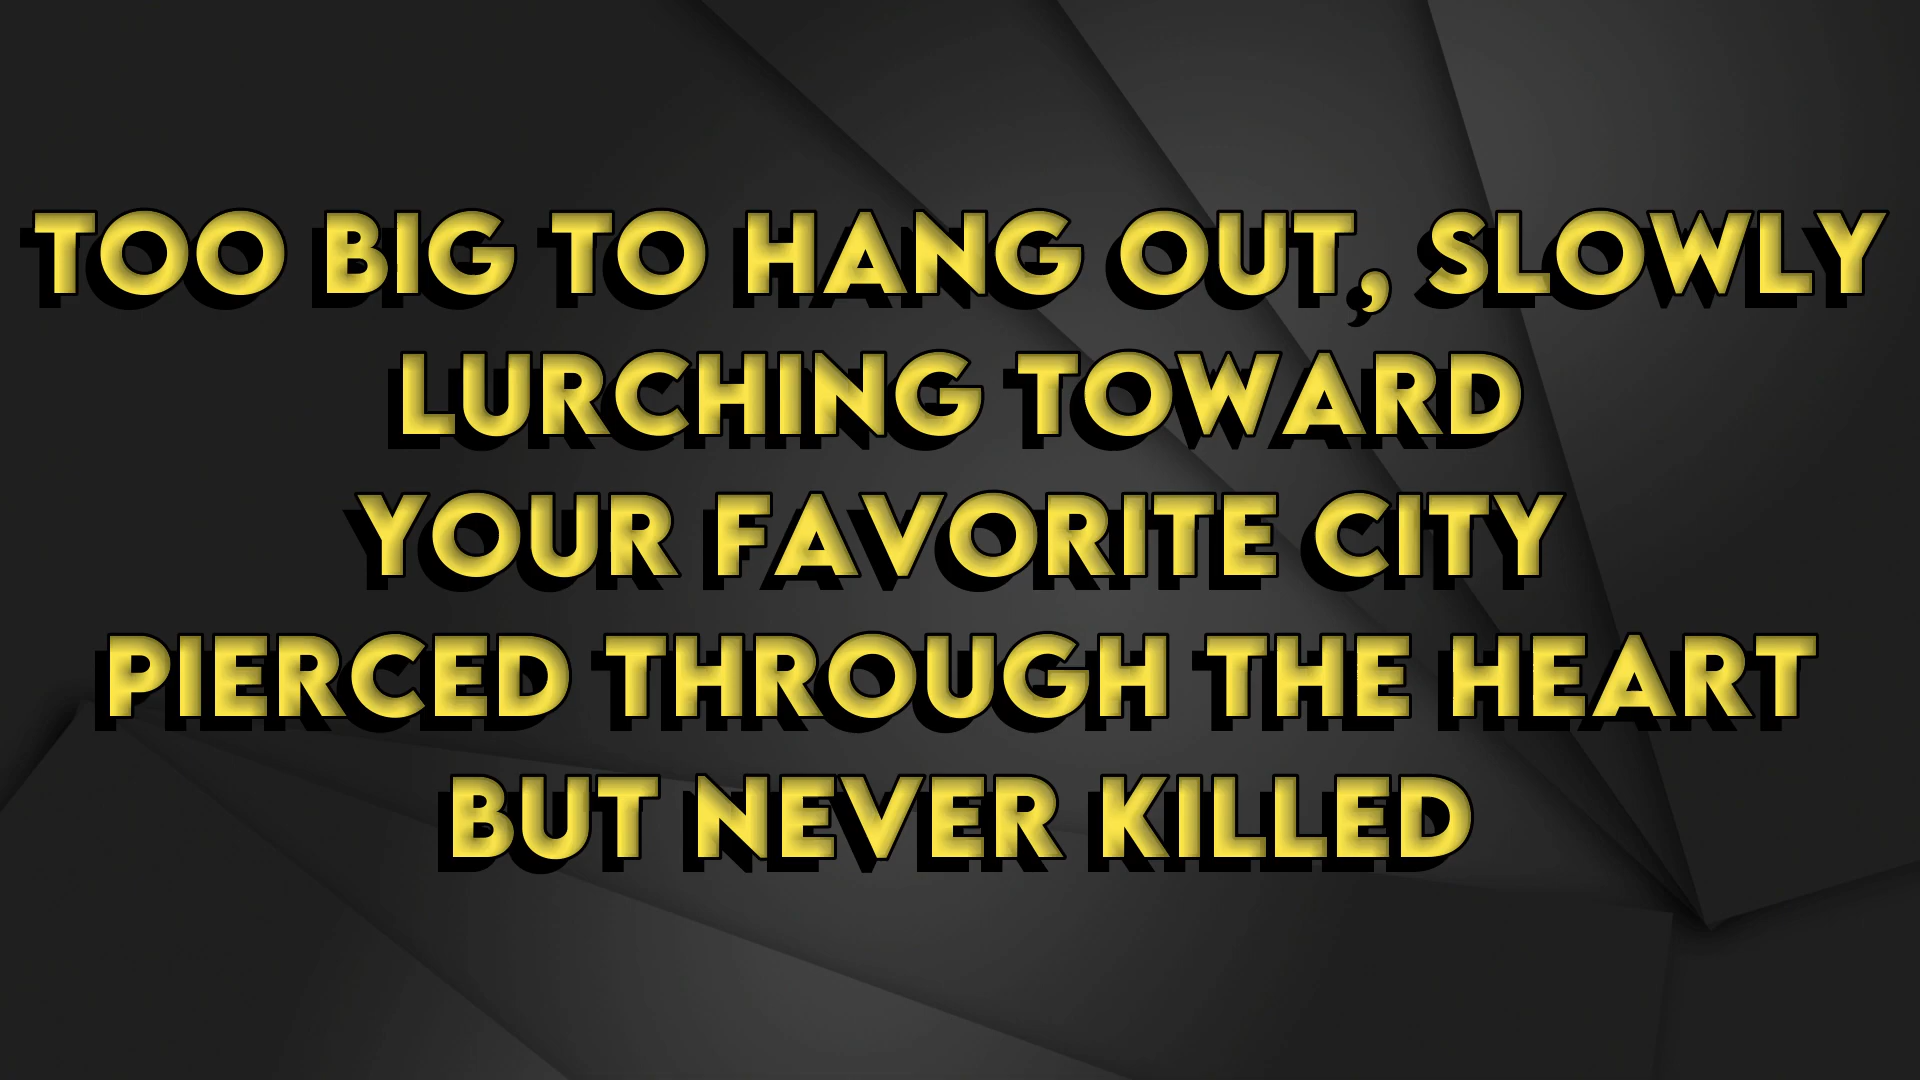 TOO BIG TO HANG OUT, SLOWLY
LURCHING TOWARD
YOUR FAVORITE CITY
PIERCED THROUGH THE HEART
BUT NEVER KILLED